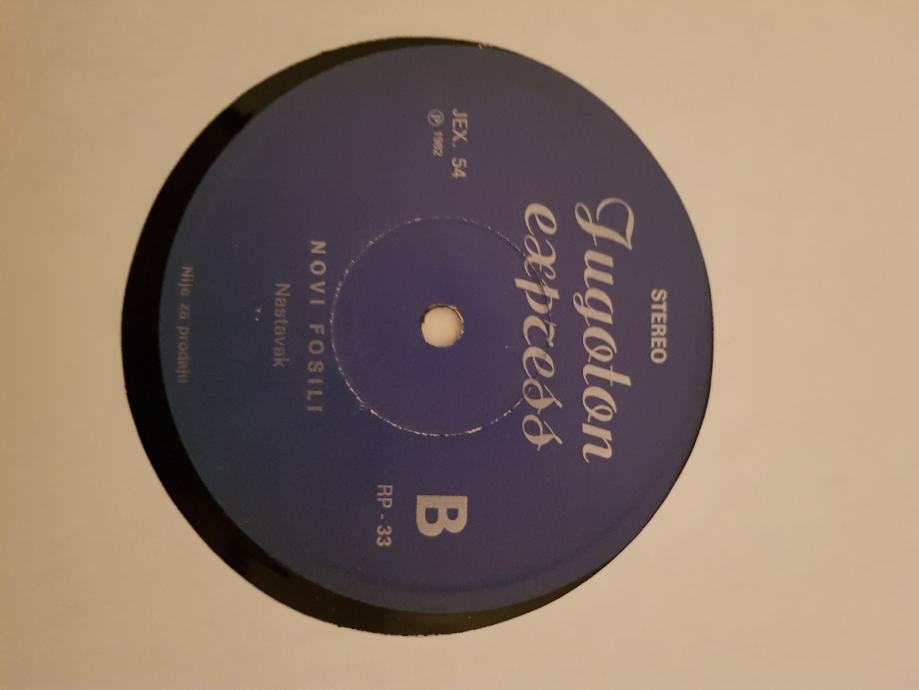 STEREO
Jugoton
express
JEX. 54
℗ 1982
B
RP - 33
NOVI FOSILI
Nastavak
Nije za prodaju